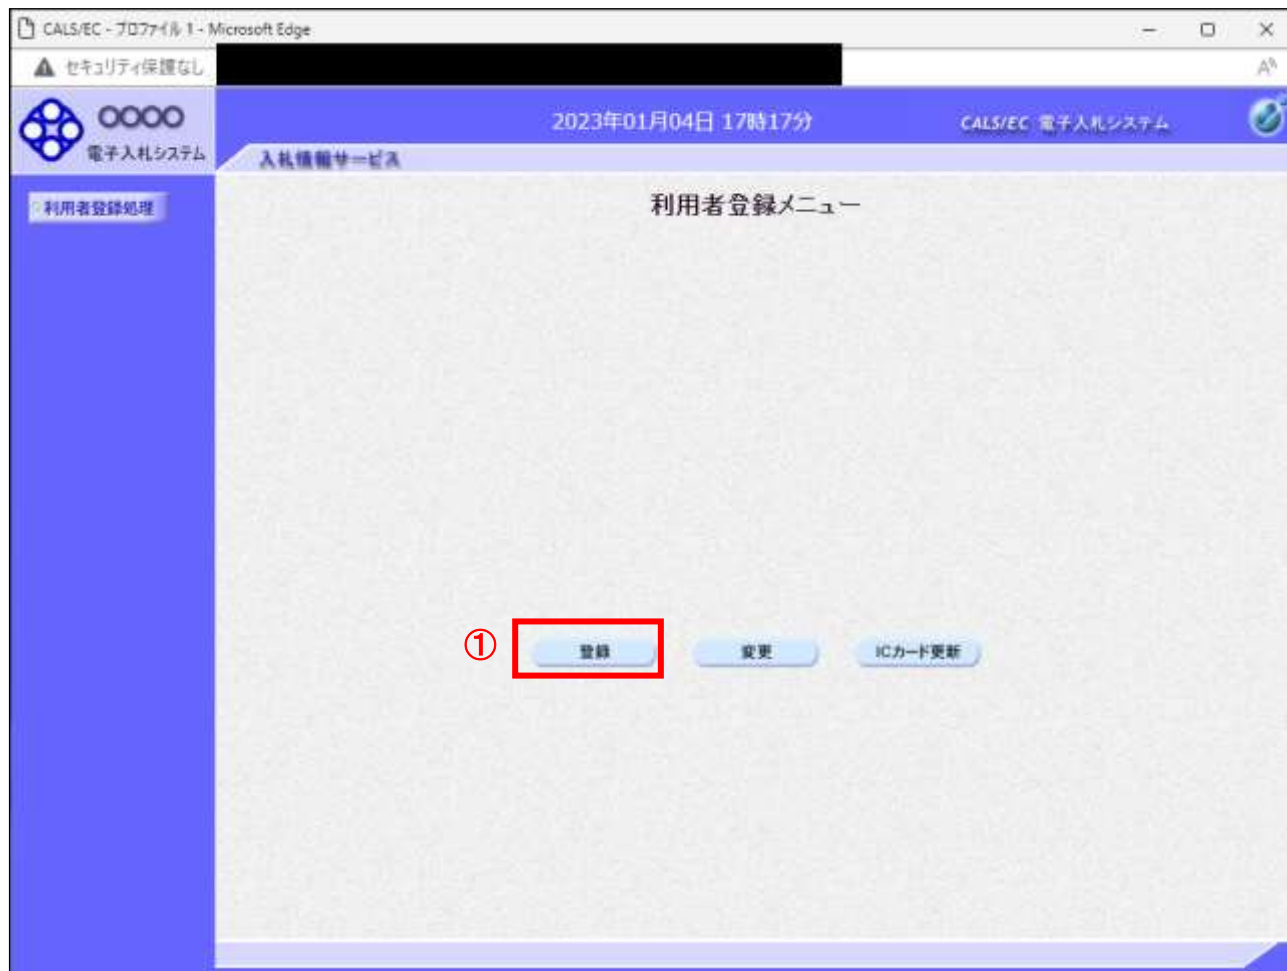 CALS/EC - プロファイル 1 - Microsoft Edge
セキュリティ保護なし
○○○○
電子入札システム
2023年01月04日 17時17分
CALS/EC 電子入札システム
入札情報サービス
利用者登録処理
利用者登録メニュー
①
登録
変更
ICカード更新